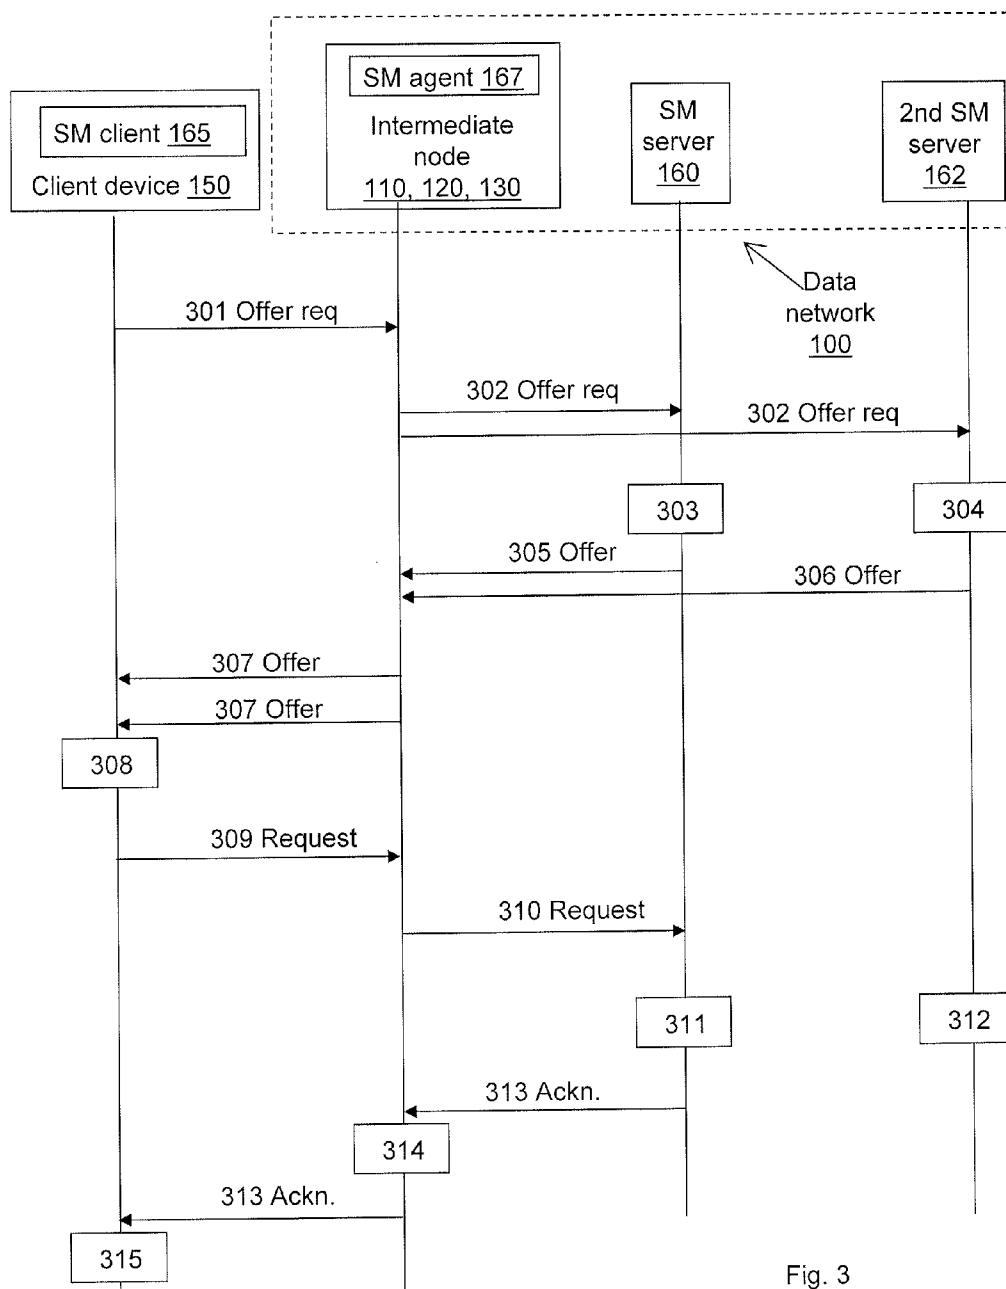 SM client 165
Client device 150
SM agent 167
Intermediate
node
110, 120, 130
SM
server
160
2nd SM
server
162
Data
network
100
301 Offer req
302 Offer req
302 Offer req
303
304
305 Offer
306 Offer
307 Offer
307 Offer
308
309 Request
310 Request
311
312
313 Ackn.
314
313 Ackn.
315
Fig. 3